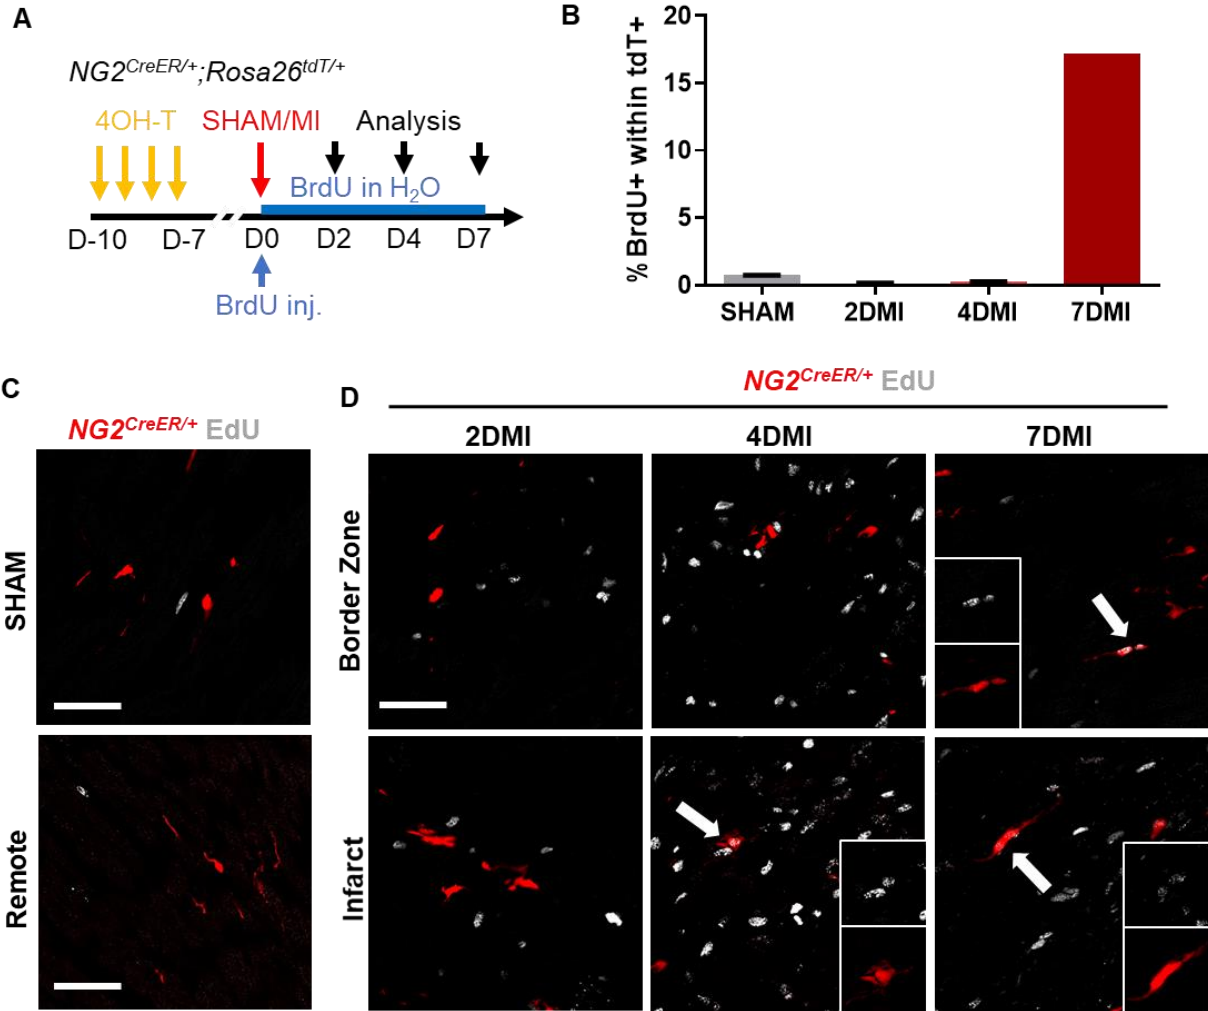 A
NG2CreER/+;Rosa26tdT/+
4OH-T SHAM/MI Analysis
BrdU in H2O
D-10 D-7 D0 D2 D4 D7
BrdU inj.
B
% BrdU+ within tdT+
20
15
10
5
0
SHAM 2DMI 4DMI 7DMI
C
NG2CreER/+ EdU
SHAM
Remote
D
NG2CreER/+ EdU
2DMI 4DMI 7DMI
Border Zone
Infarct